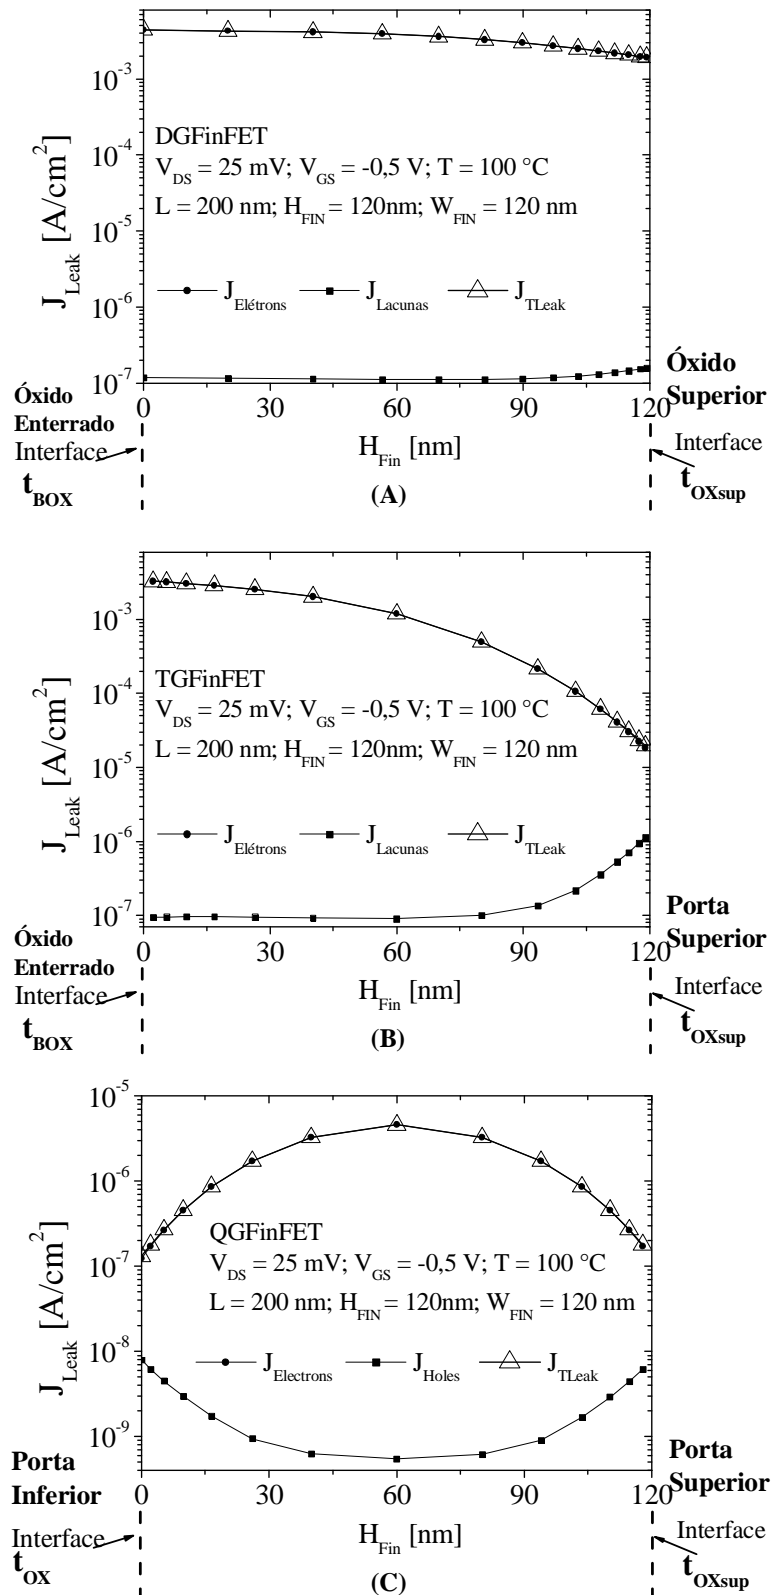 10⁻³
10⁻⁴
10⁻⁵
10⁻⁶
10⁻⁷
J_Leak [A/cm²]
DGFinFET
V_DS = 25 mV; V_GS = -0,5 V; T = 100 °C
L = 200 nm; H_FIN = 120nm; W_FIN = 120 nm
J_Elétrons J_Lacunas J_TLeak
0 30 60 90 120
H_Fin [nm]
Óxido
Enterrado
Interface
t_BOX
Óxido
Superior
Interface
t_OXsup
(A)
10⁻³
10⁻⁴
10⁻⁵
10⁻⁶
10⁻⁷
J_Leak [A/cm²]
TGFinFET
V_DS = 25 mV; V_GS = -0,5 V; T = 100 °C
L = 200 nm; H_FIN = 120nm; W_FIN = 120 nm
J_Elétrons J_Lacunas J_TLeak
0 30 60 90 120
H_Fin [nm]
Óxido
Enterrado
Interface
t_BOX
Porta
Superior
Interface
t_OXsup
(B)
10⁻⁵
10⁻⁶
10⁻⁷
10⁻⁸
10⁻⁹
J_Leak [A/cm²]
QGFinFET
V_DS = 25 mV; V_GS = -0,5 V; T = 100 °C
L = 200 nm; H_FIN = 120nm; W_FIN = 120 nm
J_Electrons J_Holes J_TLeak
0 30 60 90 120
H_Fin [nm]
Porta
Inferior
Interface
t_OX
Porta
Superior
Interface
t_OXsup
(C)